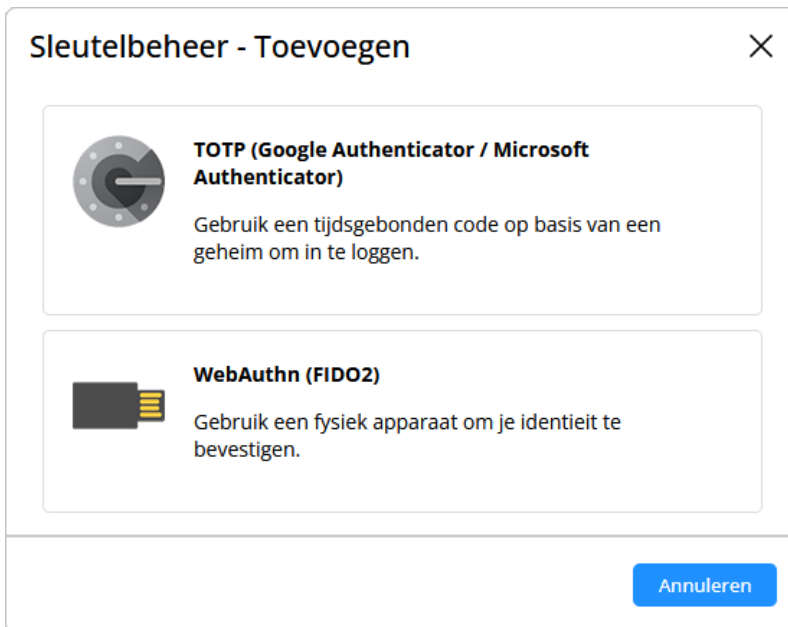 Sleutelbeheer - Toevoegen
TOTP (Google Authenticator / Microsoft
Authenticator)
Gebruik een tijdsgebonden code op basis van een
geheim om in te loggen.
WebAuthn (FIDO2)
Gebruik een fysiek apparaat om je identieit te
bevestigen.
Annuleren